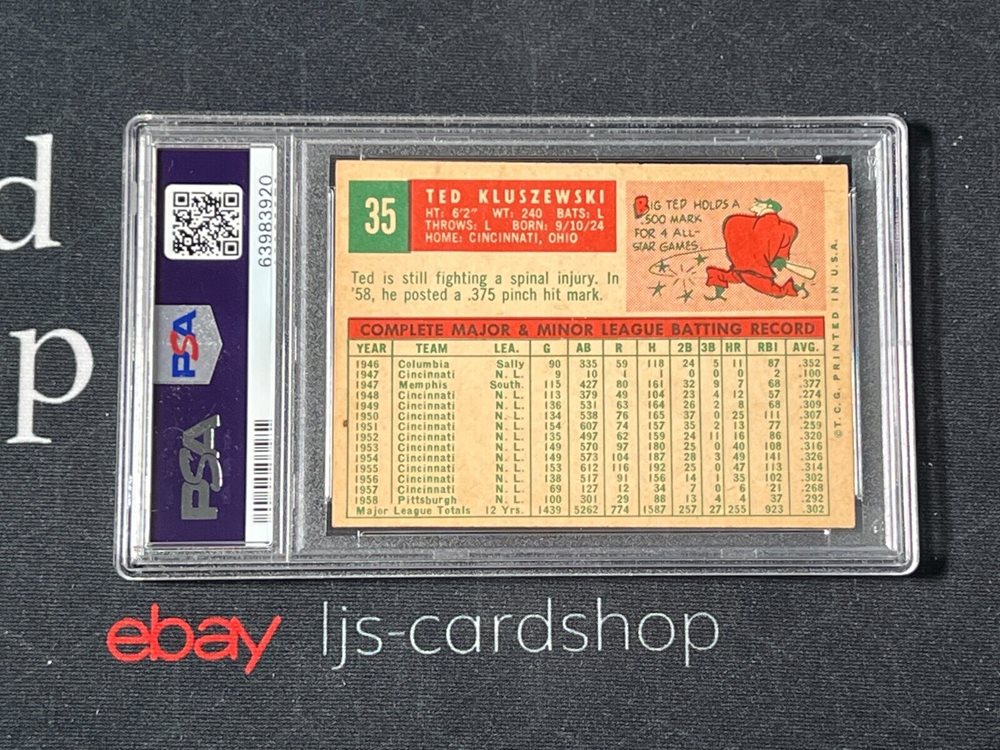 d
p
PSA
PSA
63983920
35
TED KLUSZEWSKI
HT: 6'2" WT: 240 BATS: L
THROWS: L BORN: 9/10/24
HOME: CINCINNATI, OHIO
BIG TED HOLDS A
.500 MARK
FOR 4 ALL-
STAR GAMES.
Ted is still fighting a spinal injury. In
'58, he posted a .375 pinch hit mark.
COMPLETE MAJOR & MINOR LEAGUE BATTING RECORD
YEAR TEAM LEA. G AB R H 2B 3B HR RBI AVG.
1946 Columbia Sally 90 335 59 118 24 5 11 87 .352
1947 Cincinnati N. L. 9 10 1 1 0 0 0 2 .100
1947 Memphis South. 115 427 80 161 32 9 7 68 .377
1948 Cincinnati N. L. 113 379 49 104 23 4 12 57 .274
1949 Cincinnati N. L. 136 531 63 164 26 2 8 68 .309
1950 Cincinnati N. L. 134 538 76 165 37 0 25 111 .307
1951 Cincinnati N. L. 154 607 74 157 35 2 13 77 .259
1952 Cincinnati N. L. 135 497 62 159 24 11 16 86 .320
1953 Cincinnati N. L. 149 570 97 180 25 0 40 108 .316
1954 Cincinnati N. L. 149 573 104 187 28 3 49 141 .326
1955 Cincinnati N. L. 153 612 116 192 25 0 47 113 .314
1956 Cincinnati N. L. 138 517 91 156 14 1 35 102 .302
1957 Cincinnati N. L. 69 127 12 34 7 0 6 21 .268
1958 Pittsburgh N. L. 100 301 29 88 13 4 4 37 .292
Major League Totals 12 Yrs. 1439 5262 774 1587 257 27 255 923 .302
© T. C. G. PRINTED IN U.S.A.
ebay ljs-cardshop